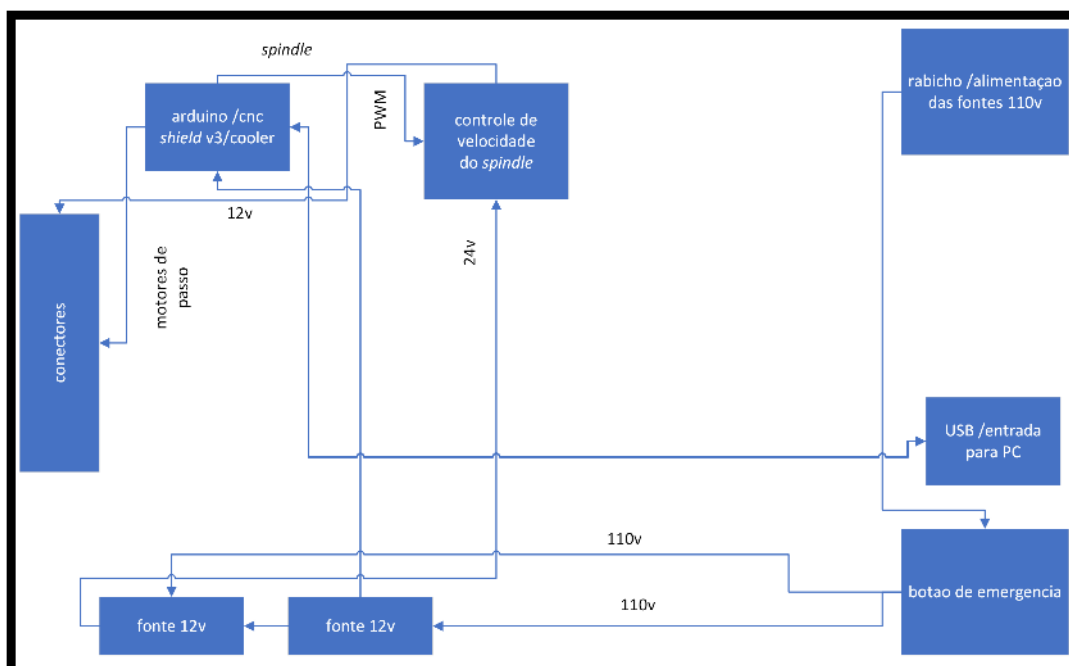 spindle
arduino /cnc
shield v3/cooler
PWM
controle de
velocidade
do spindle
rabicho /alimentaçao
das fontes 110v
12v
motores de
passo
24v
conectores
USB /entrada
para PC
110v
botao de emergencia
110v
fonte 12v
fonte 12v